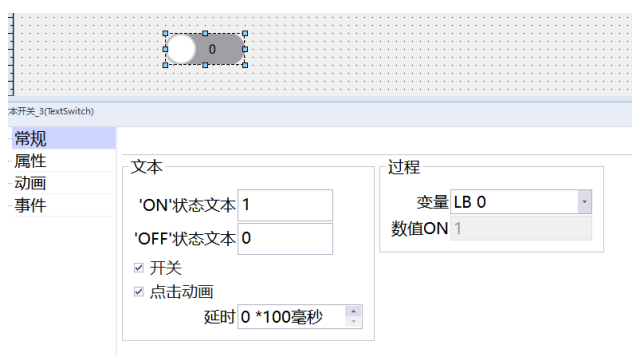 0
本开关_3(TextSwitch)
常规
属性
动画
事件
文本
'ON'状态文本 1
'OFF'状态文本 0
开关
点击动画
延时 0 *100毫秒
过程
变量 LB 0
数值ON 1